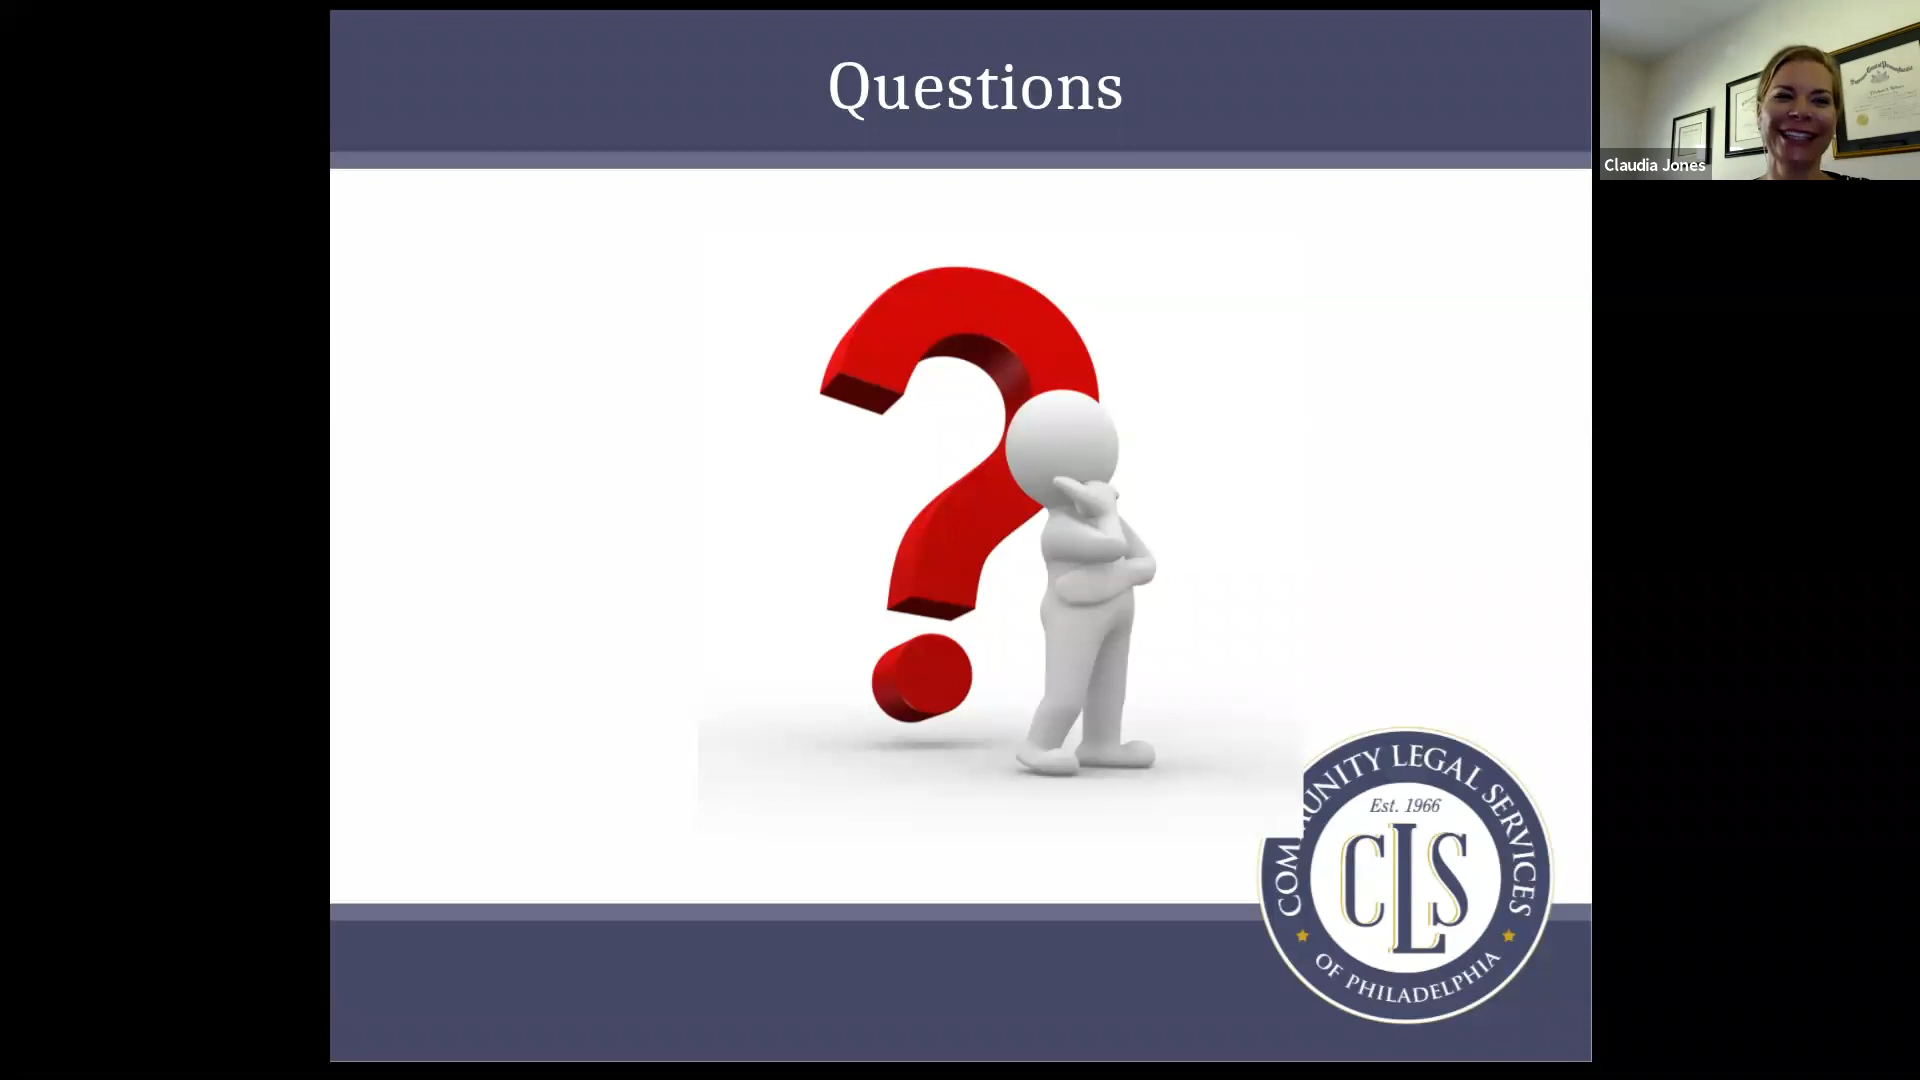 Questions
Claudia Jones
COMMUNITY LEGAL SERVICES
Est. 1966
CLS
OF PHILADELPHIA